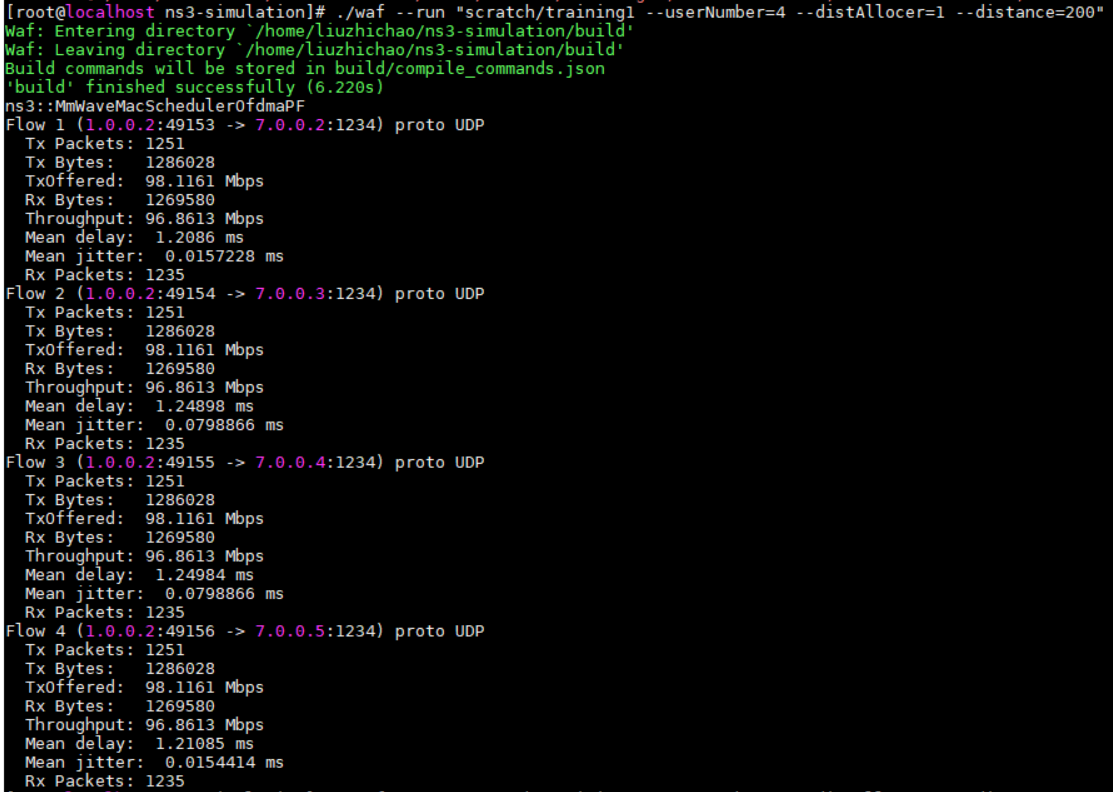 [root@localhost ns3-simulation]# ./waf --run "scratch/training1 --userNumber=4 --distAllocer=1 --distance=200"
Waf: Entering directory `/home/liuzhichao/ns3-simulation/build'
Waf: Leaving directory `/home/liuzhichao/ns3-simulation/build'
Build commands will be stored in build/compile_commands.json
'build' finished successfully (6.220s)
ns3::MmWaveMacSchedulerOfdmaPF
Flow 1 (1.0.0.2:49153 -> 7.0.0.2:1234) proto UDP
  Tx Packets: 1251
  Tx Bytes:   1286028
  TxOffered:  98.1161 Mbps
  Rx Bytes:   1269580
  Throughput: 96.8613 Mbps
  Mean delay:  1.2086 ms
  Mean jitter:  0.0157228 ms
  Rx Packets: 1235
Flow 2 (1.0.0.2:49154 -> 7.0.0.3:1234) proto UDP
  Tx Packets: 1251
  Tx Bytes:   1286028
  TxOffered:  98.1161 Mbps
  Rx Bytes:   1269580
  Throughput: 96.8613 Mbps
  Mean delay:  1.24898 ms
  Mean jitter:  0.0798866 ms
  Rx Packets: 1235
Flow 3 (1.0.0.2:49155 -> 7.0.0.4:1234) proto UDP
  Tx Packets: 1251
  Tx Bytes:   1286028
  TxOffered:  98.1161 Mbps
  Rx Bytes:   1269580
  Throughput: 96.8613 Mbps
  Mean delay:  1.24984 ms
  Mean jitter:  0.0798866 ms
  Rx Packets: 1235
Flow 4 (1.0.0.2:49156 -> 7.0.0.5:1234) proto UDP
  Tx Packets: 1251
  Tx Bytes:   1286028
  TxOffered:  98.1161 Mbps
  Rx Bytes:   1269580
  Throughput: 96.8613 Mbps
  Mean delay:  1.21085 ms
  Mean jitter:  0.0154414 ms
  Rx Packets: 1235